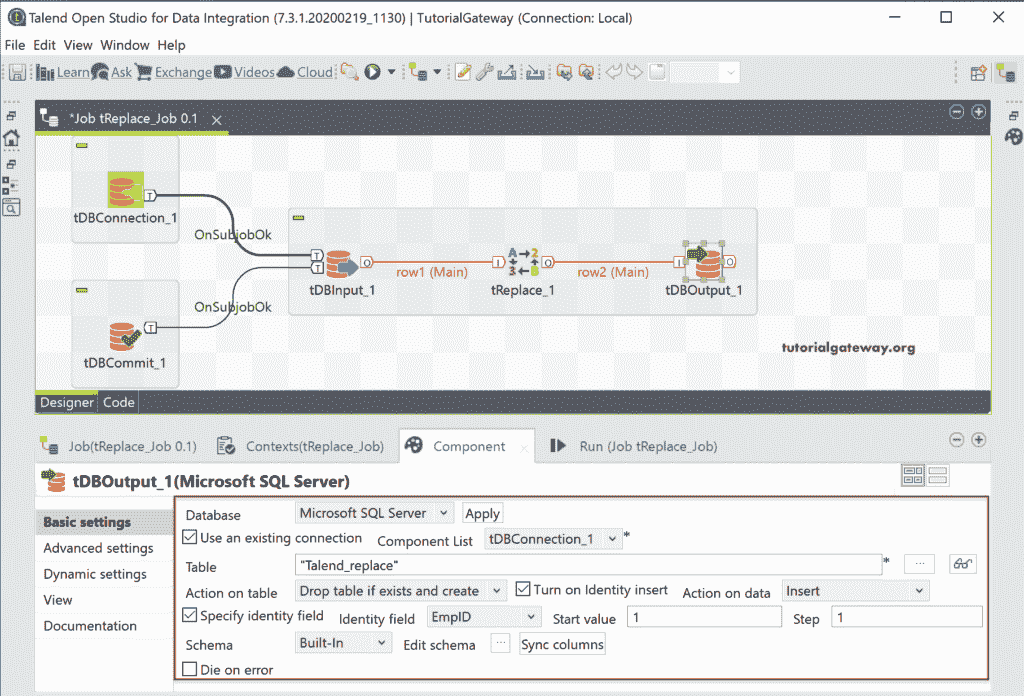 Talend Open Studio for Data Integration (7.3.1.20200219_1130) | TutorialGateway (Connection: Local)
File Edit View Window Help
Learn Ask Exchange Videos Cloud
*Job tReplace_Job 0.1
T
tDBConnection_1
OnSubjobOk
T
T
O
row1 (Main)
I
A 2
3 B
O
row2 (Main)
I
O
tDBInput_1
tReplace_1
tDBOutput_1
OnSubjobOk
T
tDBCommit_1
tutorialgateway.org
Designer Code
Job(tReplace_Job 0.1) Contexts(tReplace_Job) Component Run (Job tReplace_Job)
tDBOutput_1(Microsoft SQL Server)
Basic settings
Advanced settings
Dynamic settings
View
Documentation
Database Microsoft SQL Server Apply
Use an existing connection Component List tDBConnection_1 *
Table "Talend_replace" * ...
Action on table Drop table if exists and create Turn on Identity insert Action on data Insert
Specify identity field Identity field EmpID Start value 1 Step 1
Schema Built-In Edit schema ... Sync columns
Die on error